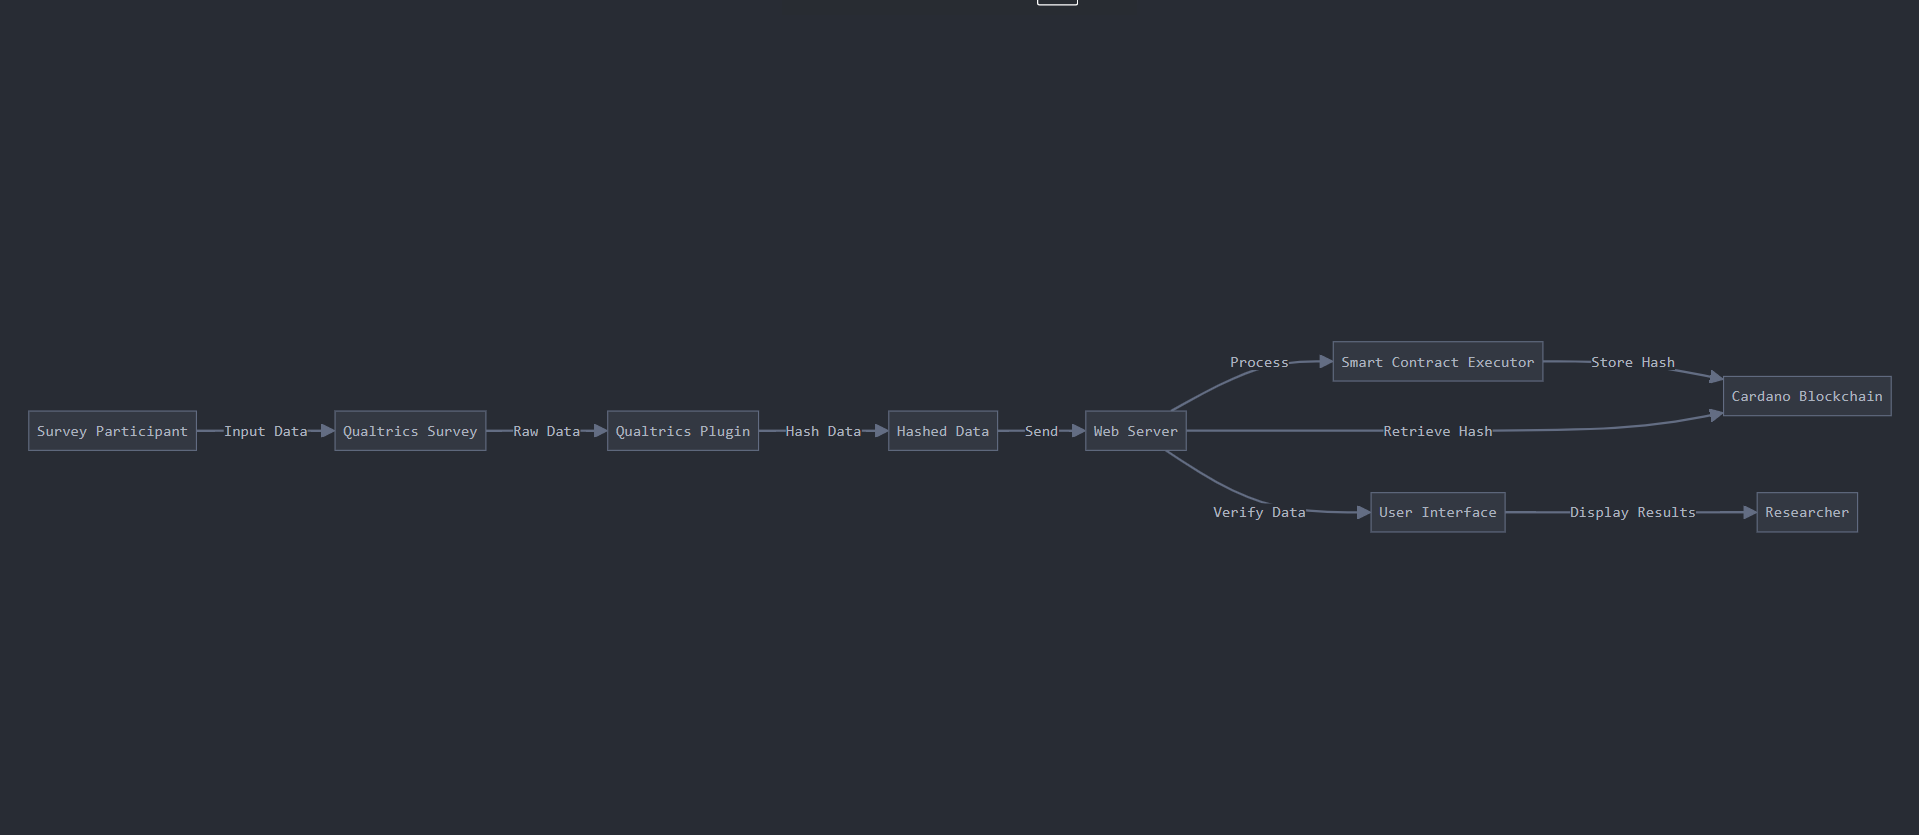 Survey Participant
Input Data
Qualtrics Survey
Raw Data
Qualtrics Plugin
Hash Data
Hashed Data
Send
Web Server
Process
Smart Contract Executor
Store Hash
Cardano Blockchain
Retrieve Hash
Verify Data
User Interface
Display Results
Researcher